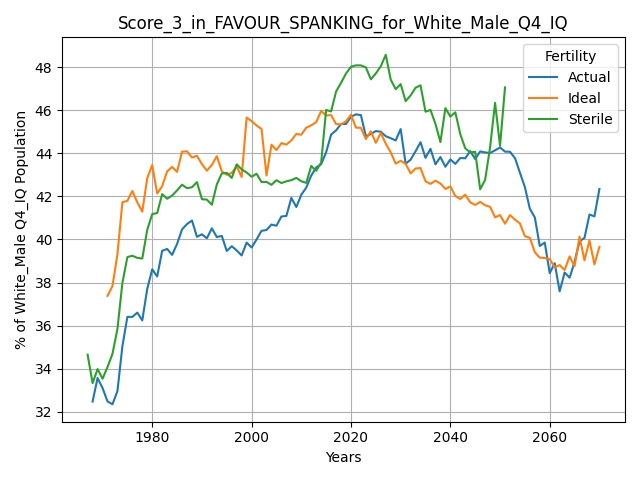 Score_3_in_FAVOUR_SPANKING_for_White_Male_Q4_IQ
% of White_Male Q4_IQ Population
48
46
44
42
40
38
36
34
32
Fertility
Actual
Ideal
Sterile
1980
2000
2020
2040
2060
Years